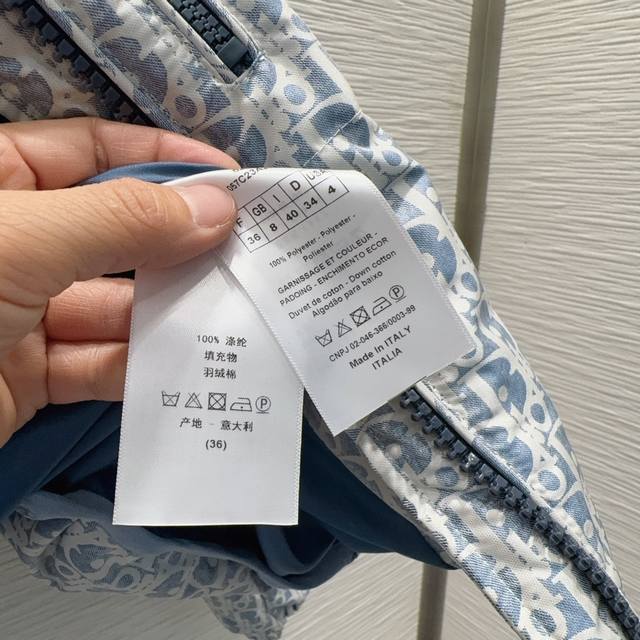 GB I D
36 8 40 34 4
100% Polyester - Polyester -
Poliester
GARNISSAGE ET COULEUR -
PADDING - ENCHIMENTO ECOR
Duvet de coton - Down cotton
Algodão para baixo
CNPJ 02-046-366/0003-99
Made in ITALY
ITALIA
100% 涤纶
填充物
羽绒棉
产地 - 意大利
(36)